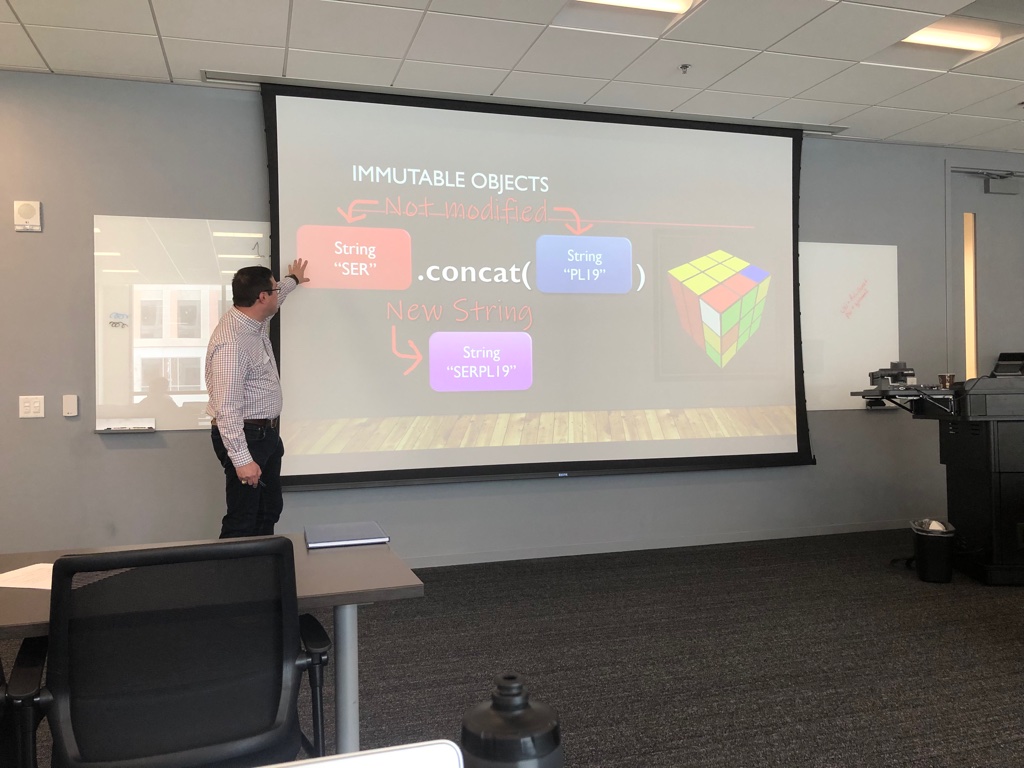 IMMUTABLE OBJECTS
Not modified
String
"SER"
.concat(
String
"PL19"
)
New String
String
"SERPL19"